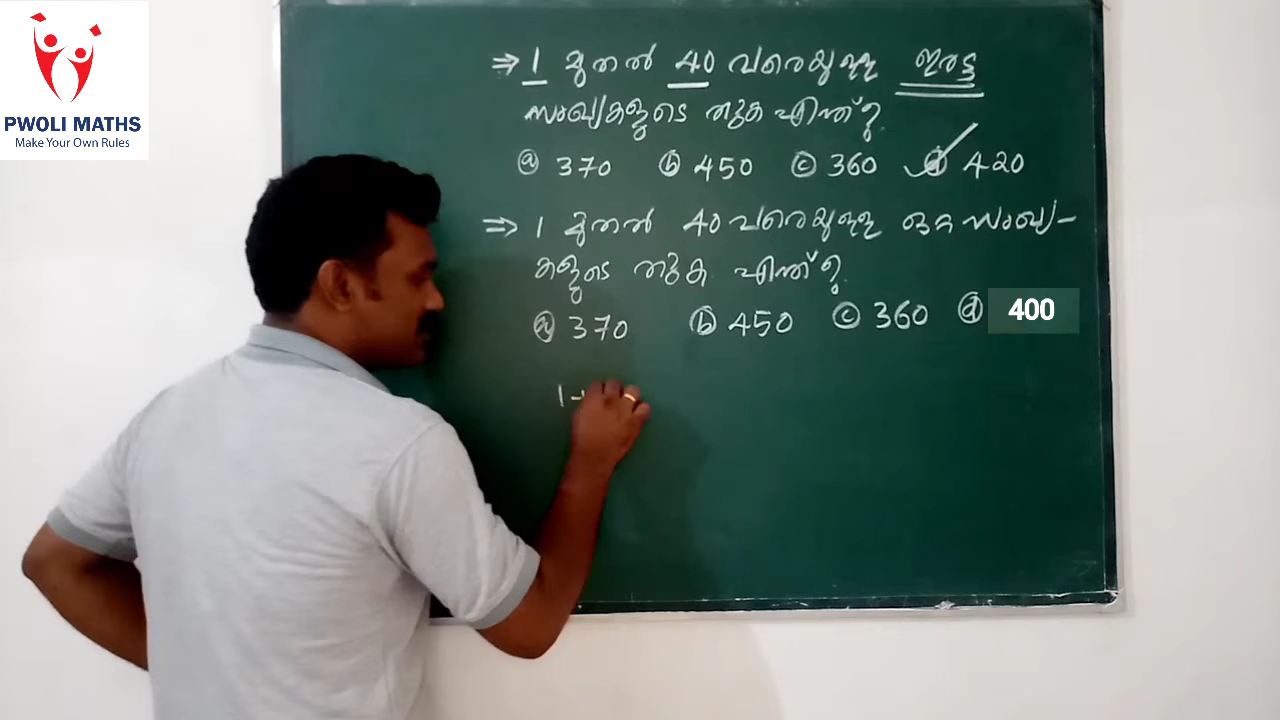 PWOLI MATHS
Make Your Own Rules
⇒ 1 മുതൽ 40 വരെയുള്ള ഇരട്ട
സംഖ്യകളുടെ തുക എന്ത്?
ⓐ 370 ⓑ 450 ⓒ 360 ✓ⓓ 420
⇒ 1 മുതൽ 40 വരെയുള്ള ഒറ്റ സംഖ്യ-
കളുടെ തുക എന്ത്?
ⓐ 370 ⓑ 450 ⓒ 360 ⓓ 400
1+